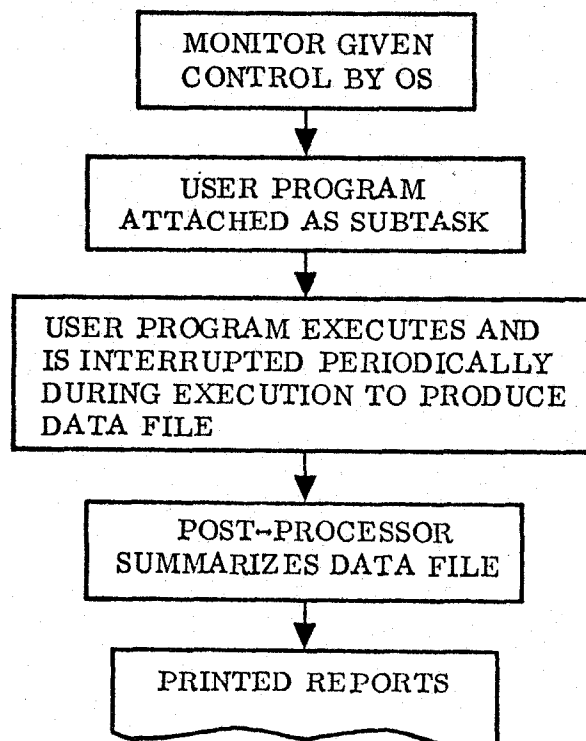 MONITOR GIVEN
CONTROL BY OS
USER PROGRAM
ATTACHED AS SUBTASK
USER PROGRAM EXECUTES AND
IS INTERRUPTED PERIODICALLY
DURING EXECUTION TO PRODUCE
DATA FILE
POST-PROCESSOR
SUMMARIZES DATA FILE
PRINTED REPORTS